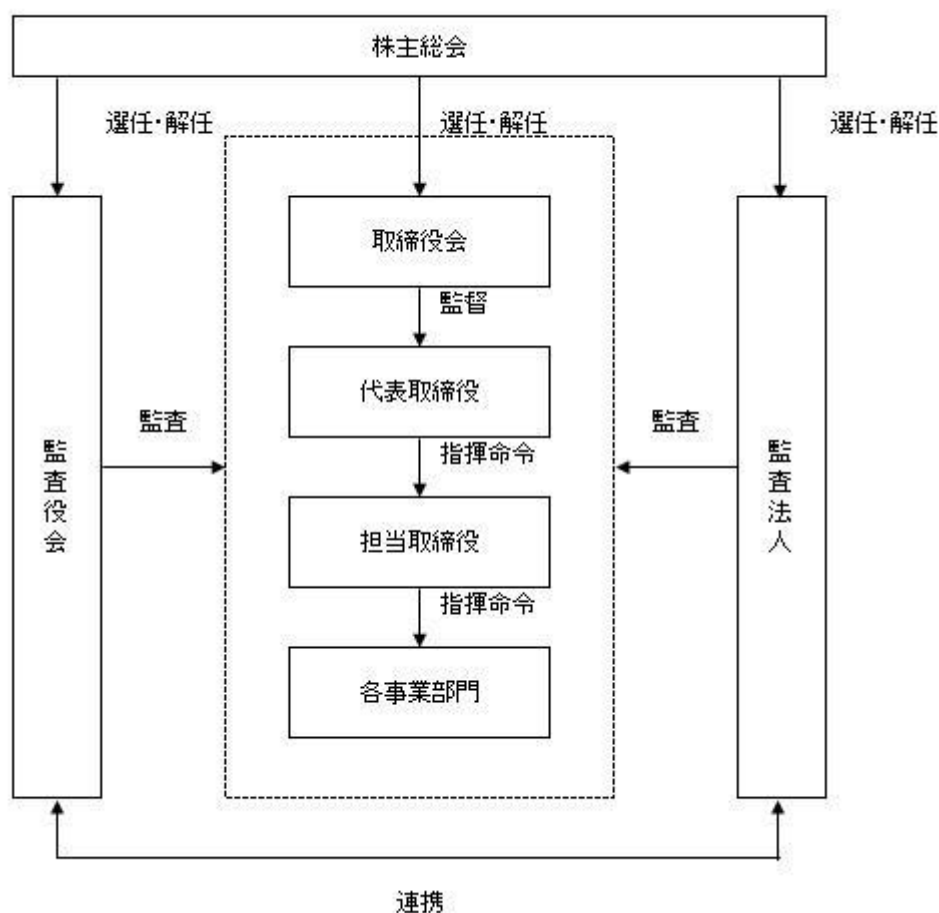 株主総会
選任・解任
選任・解任
選任・解任
取締役会
監督
代表取締役
監査
監査
指揮命令
監査役会
監査法人
担当取締役
指揮命令
各事業部門
連携